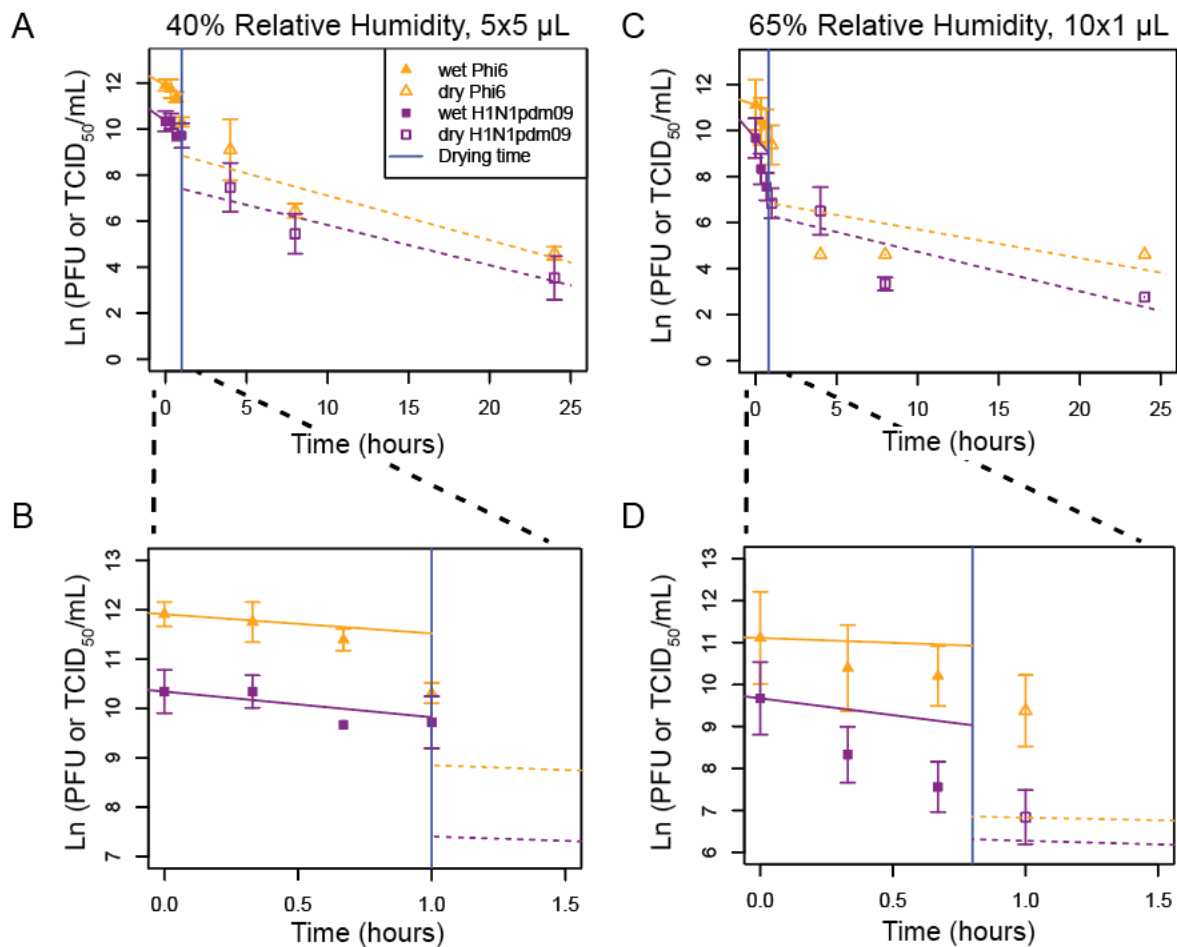 A
40% Relative Humidity, 5x5 µL
wet Phi6
dry Phi6
wet H1N1pdm09
dry H1N1pdm09
Drying time
Ln (PFU or TCID50/mL)
12
10
8
6
4
2
0
0 5 10 15 20 25
Time (hours)
C
65% Relative Humidity, 10x1 µL
Ln (PFU or TCID50/mL)
12
10
8
6
4
2
0
0 5 10 15 20 25
Time (hours)
B
Ln (PFU or TCID50/mL)
13
12
11
10
9
8
7
0.0 0.5 1.0 1.5
Time (hours)
D
Ln (PFU or TCID50/mL)
13
12
11
10
9
8
7
6
0.0 0.5 1.0 1.5
Time (hours)